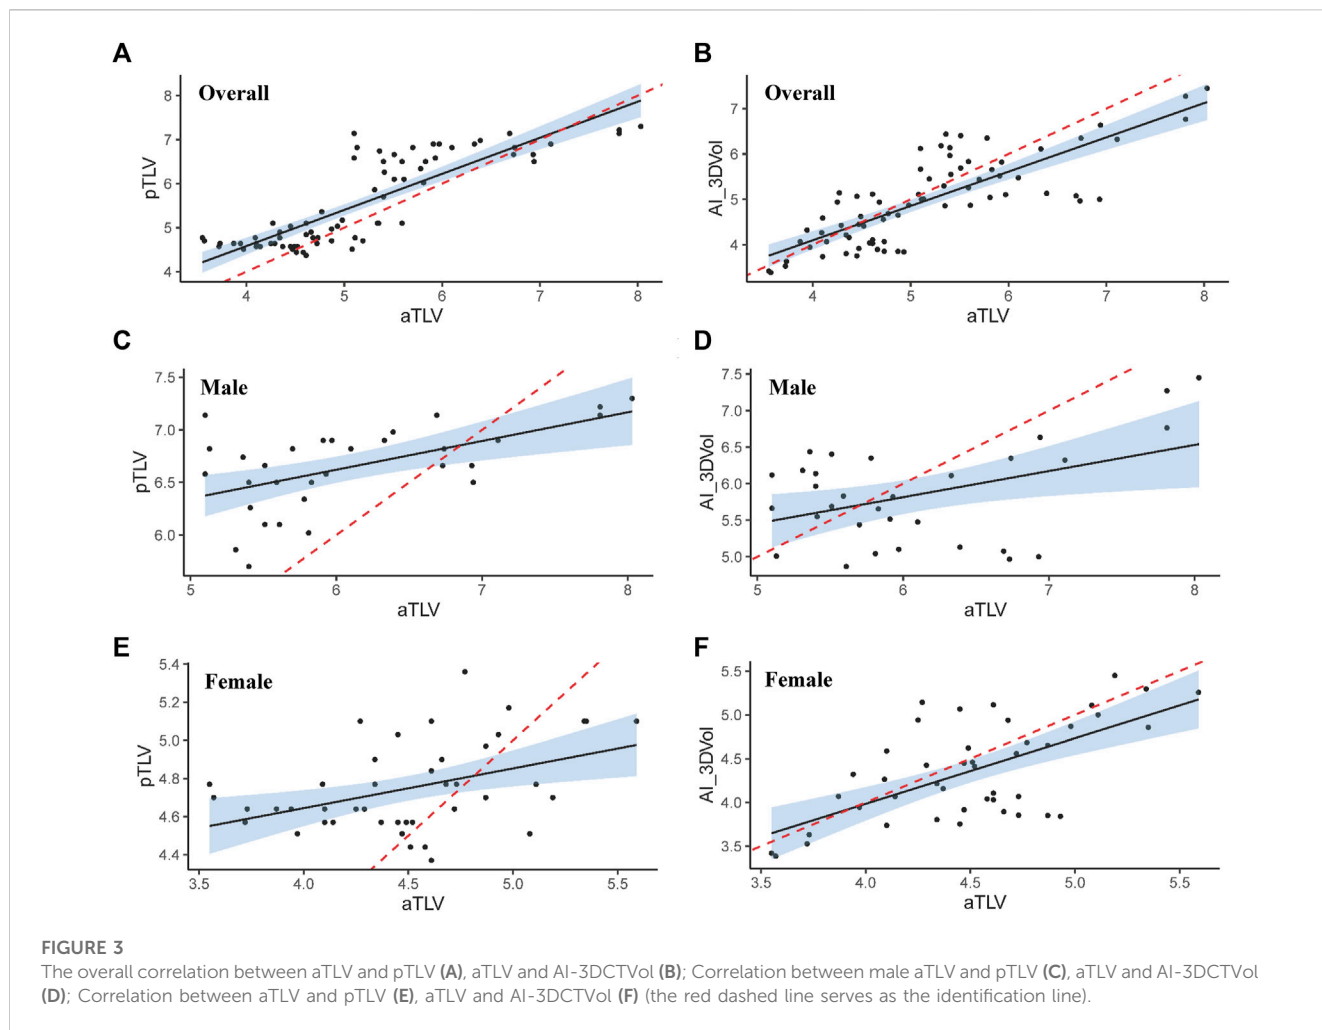 A
Overall
pTLV
8
7
6
5
4
4 5 6 7 8
aTLV
B
Overall
AI_3DVol
7
6
5
4
4 5 6 7 8
aTLV
C
Male
pTLV
7.5
7.0
6.5
6.0
5 6 7 8
aTLV
D
Male
AI_3DVol
7.5
7.0
6.5
6.0
5.5
5.0
5 6 7 8
aTLV
E
Female
pTLV
5.4
5.2
5.0
4.8
4.6
4.4
3.5 4.0 4.5 5.0 5.5
aTLV
F
Female
AI_3DVol
5.5
5.0
4.5
4.0
3.5
3.5 4.0 4.5 5.0 5.5
aTLV
FIGURE 3
The overall correlation between aTLV and pTLV (A), aTLV and AI-3DCTVol (B); Correlation between male aTLV and pTLV (C), aTLV and AI-3DCTVol
(D); Correlation between aTLV and pTLV (E), aTLV and AI-3DCTVol (F) (the red dashed line serves as the identification line).